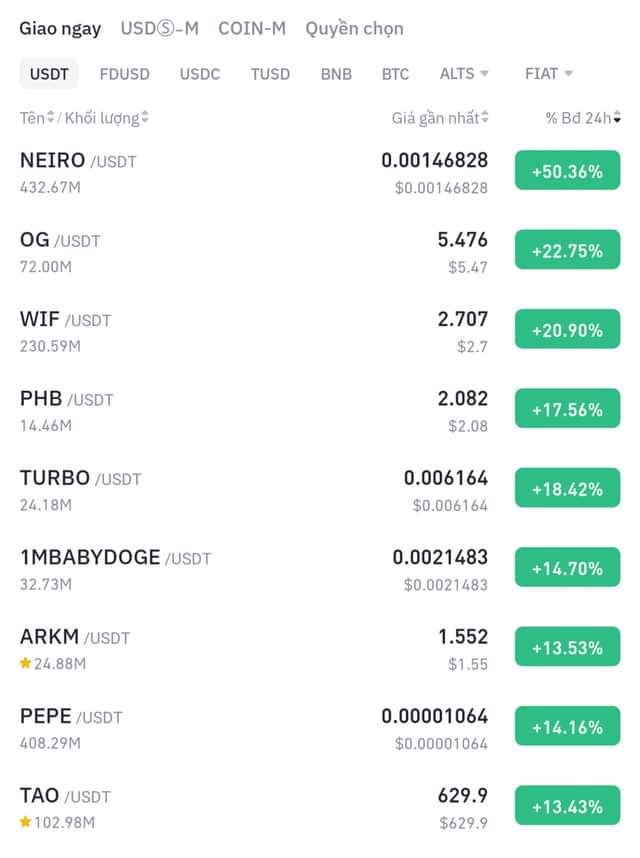 Giao ngay USDⓈ-M COIN-M Quyền chọn
USDT FDUSD USDC TUSD BNB BTC ALTS FIAT
Tên / Khối lượng Giá gần nhất % Bđ 24h
NEIRO /USDT 0.00146828 +50.36%
432.67M $0.00146828
OG /USDT 5.476 +22.75%
72.00M $5.47
WIF /USDT 2.707 +20.90%
230.59M $2.7
PHB /USDT 2.082 +17.56%
14.46M $2.08
TURBO /USDT 0.006164 +18.42%
24.18M $0.006164
1MBABYDOGE /USDT 0.0021483 +14.70%
32.73M $0.0021483
ARKM /USDT 1.552 +13.53%
24.88M $1.55
PEPE /USDT 0.00001064 +14.16%
408.29M $0.00001064
TAO /USDT 629.9 +13.43%
102.98M $629.9